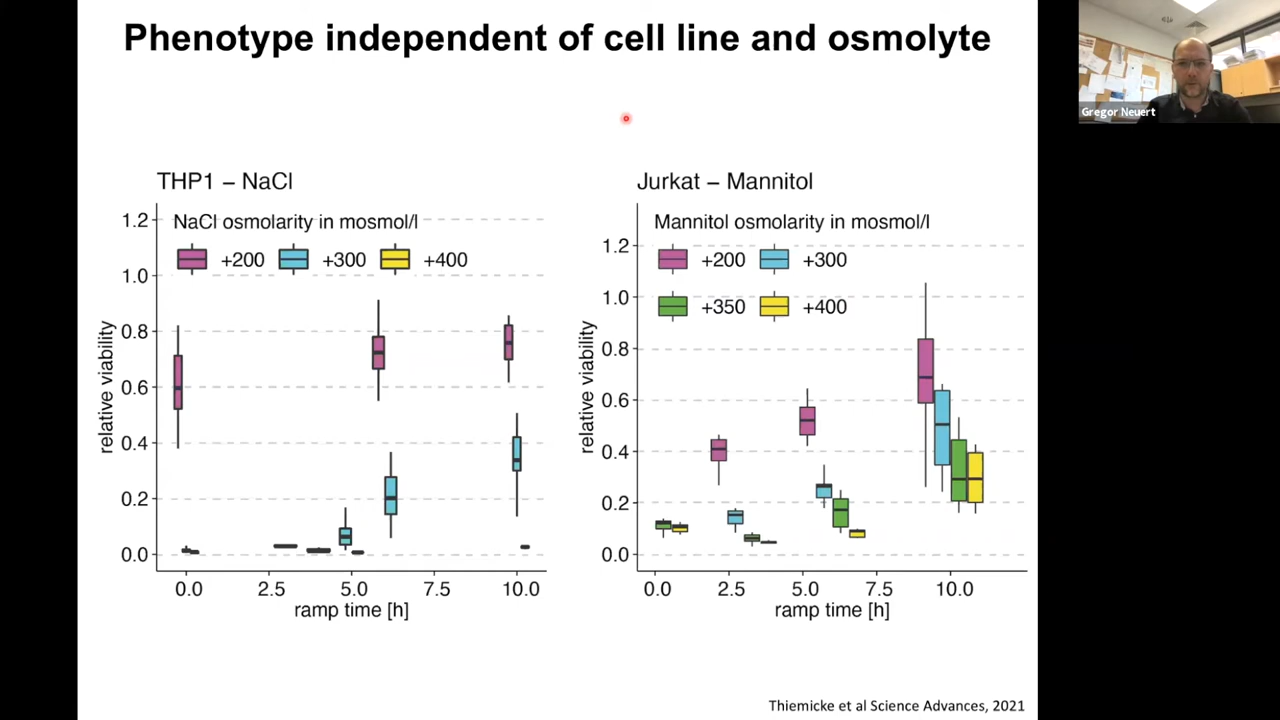 Phenotype independent of cell line and osmolyte
Gregor Neuert
THP1 – NaCl
NaCl osmolarity in mosmol/l
+200 +300 +400
1.2
1.0
0.8
0.6
0.4
0.2
0.0
relative viability
0.0 2.5 5.0 7.5 10.0
ramp time [h]
Jurkat – Mannitol
Mannitol osmolarity in mosmol/l
+200 +300
+350 +400
1.2
1.0
0.8
0.6
0.4
0.2
0.0
relative viability
0.0 2.5 5.0 7.5 10.0
ramp time [h]
Thiemicke et al Science Advances, 2021